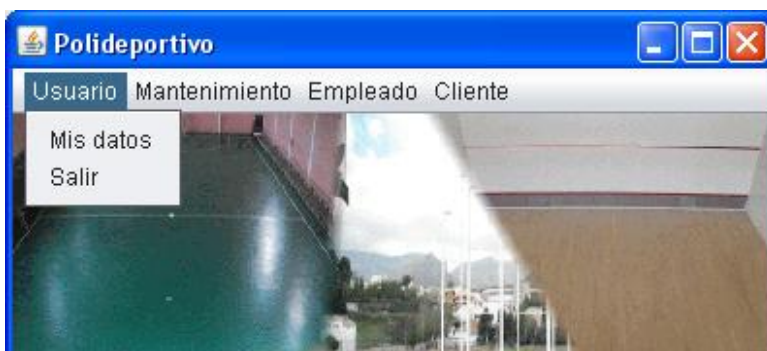 Polideportivo
Usuario Mantenimiento Empleado Cliente
Mis datos
Salir